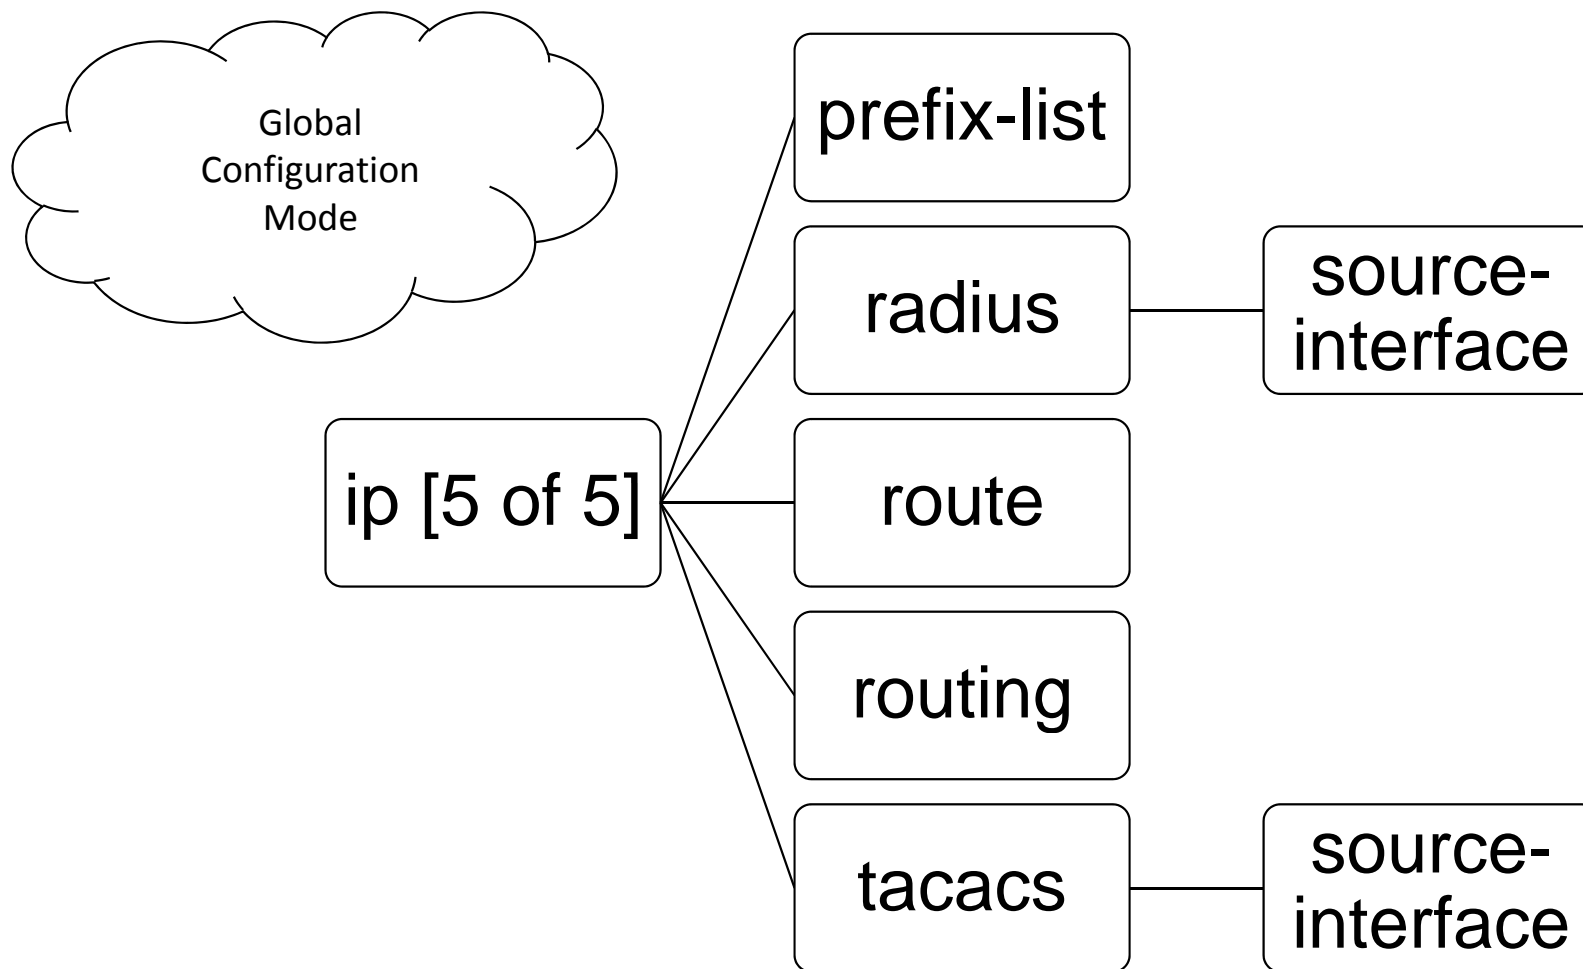 Global
Configuration
Mode
ip [5 of 5]
prefix-list
radius
source-
interface
route
routing
tacacs
source-
interface